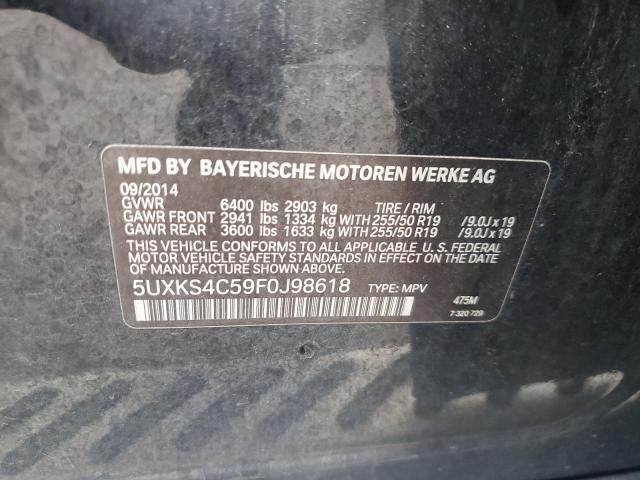 MFD BY BAYERISCHE MOTOREN WERKE AG
09/2014
GVWR 6400 lbs 2903 kg TIRE / RIM
GAWR FRONT 2941 lbs 1334 kg WITH 255/50 R19 /9.0J x 19
GAWR REAR 3600 lbs 1633 kg WITH 255/50 R19 /9.0J x 19
THIS VEHICLE CONFORMS TO ALL APPLICABLE U. S. FEDERAL
MOTOR VEHICLE SAFETY STANDARDS IN EFFECT ON THE DATE
OF MANUFACTURE SHOWN ABOVE.
5UXKS4C59F0J98618 TYPE: MPV 475M
7 320 729